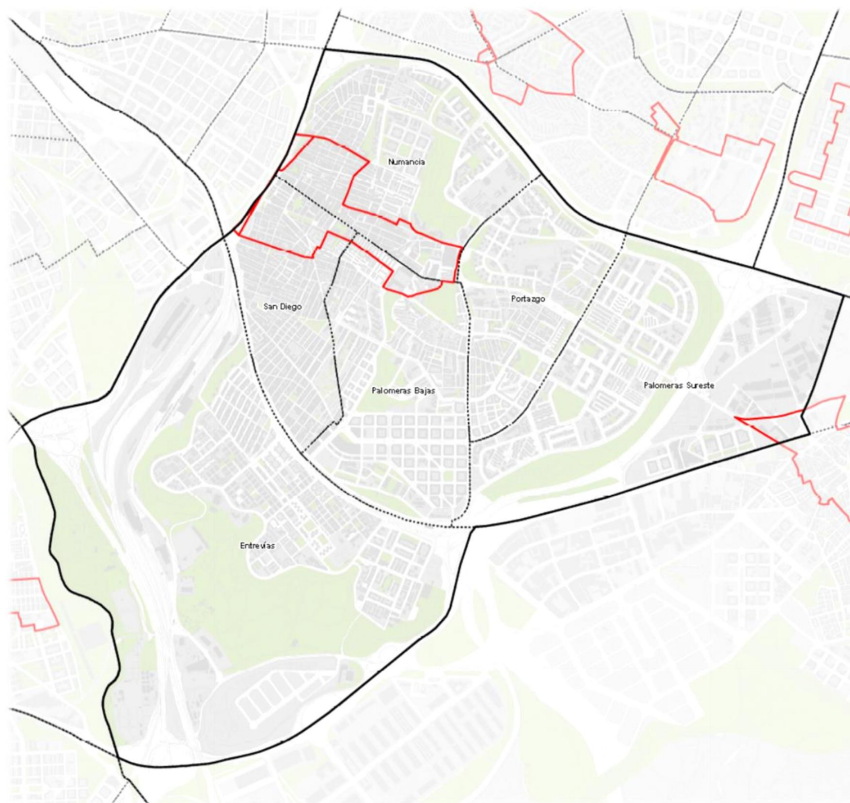 Numancia
San Diego
Portazgo
Palomeras Bajas
Palomeras Sureste
Entrevías